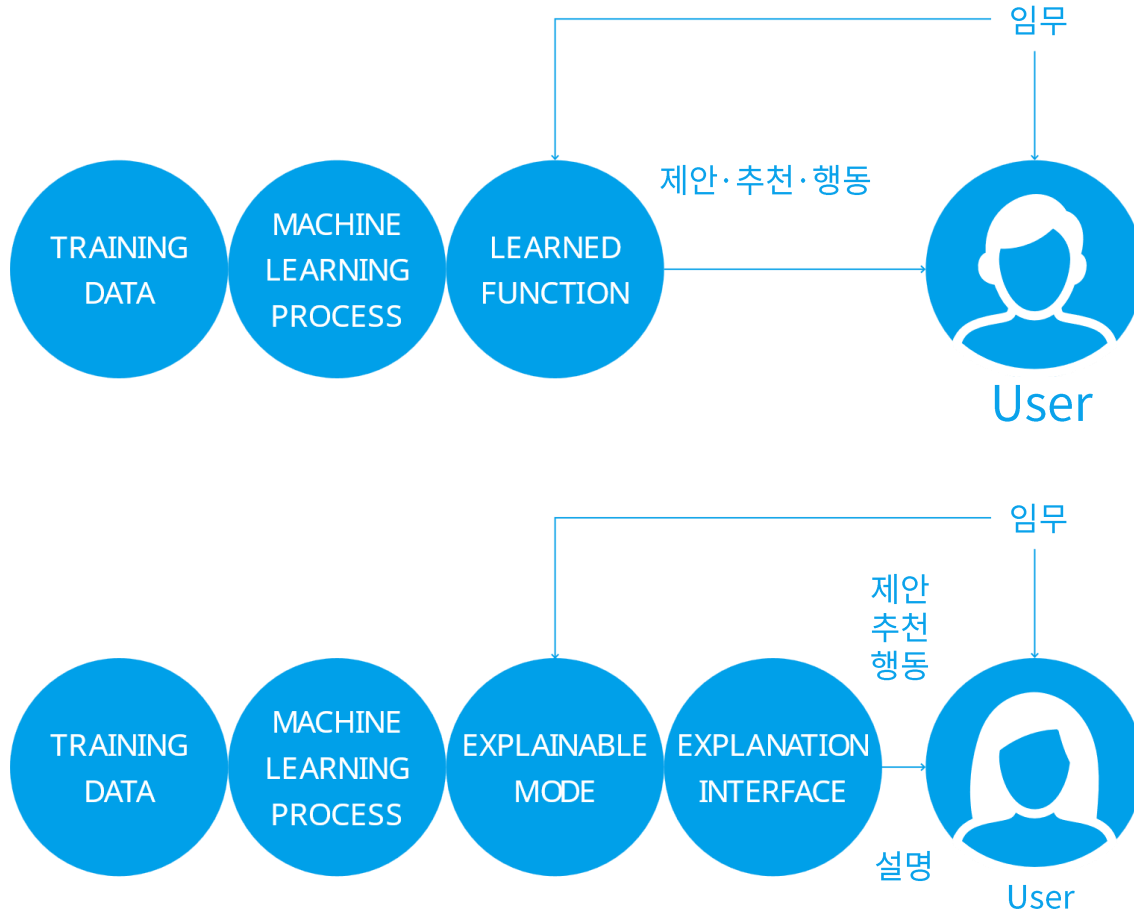 임무
제안·추천·행동
TRAINING
DATA
MACHINE
LEARNING
PROCESS
LEARNED
FUNCTION
User
임무
제안
추천
행동
TRAINING
DATA
MACHINE
LEARNING
PROCESS
EXPLAINABLE
MODE
EXPLANATION
INTERFACE
설명
User